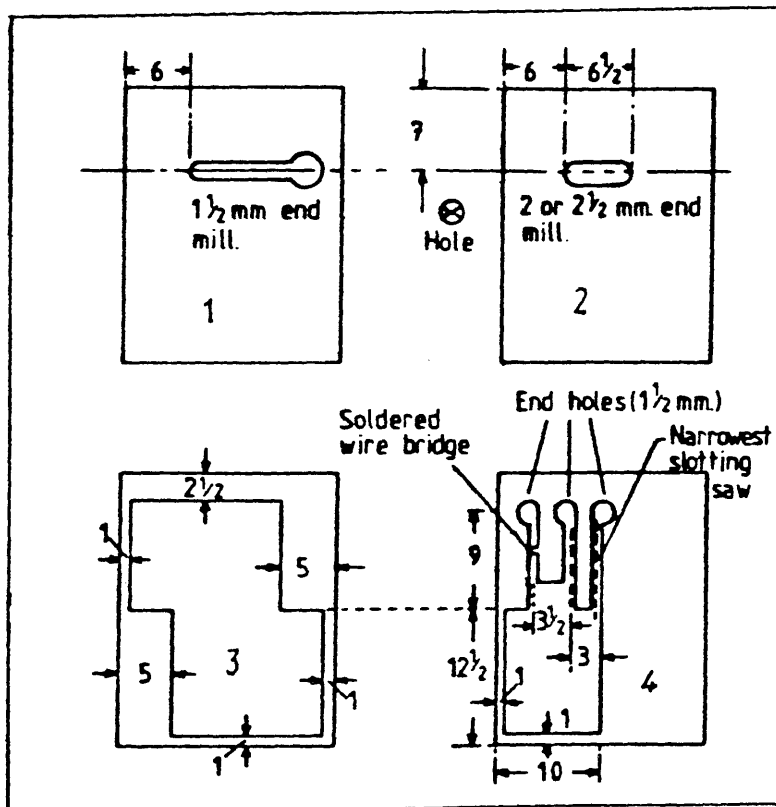 6
6
6½
7
1½ mm end
mill.
Hole
2 or 2½ mm. end
mill.
1
2
Soldered
wire bridge
End holes (1½ mm.)
Narrowest
slotting
saw
2½
1
5
9
3½
12½
5
3
1
1
3
4
1
1
10